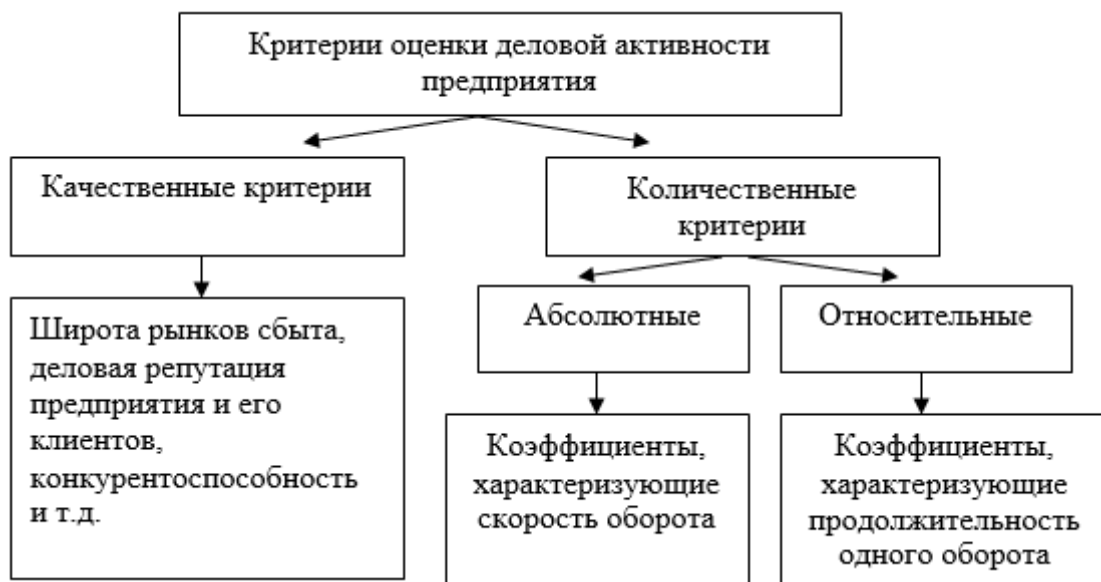 Критерии оценки деловой активности
предприятия
Качественные критерии
Количественные
критерии
Широта рынков сбыта,
деловая репутация
предприятия и его
клиентов,
конкурентоспособность
и т.д.
Абсолютные
Относительные
Коэффициенты,
характеризующие
скорость оборота
Коэффициенты,
характеризующие
продолжительность
одного оборота